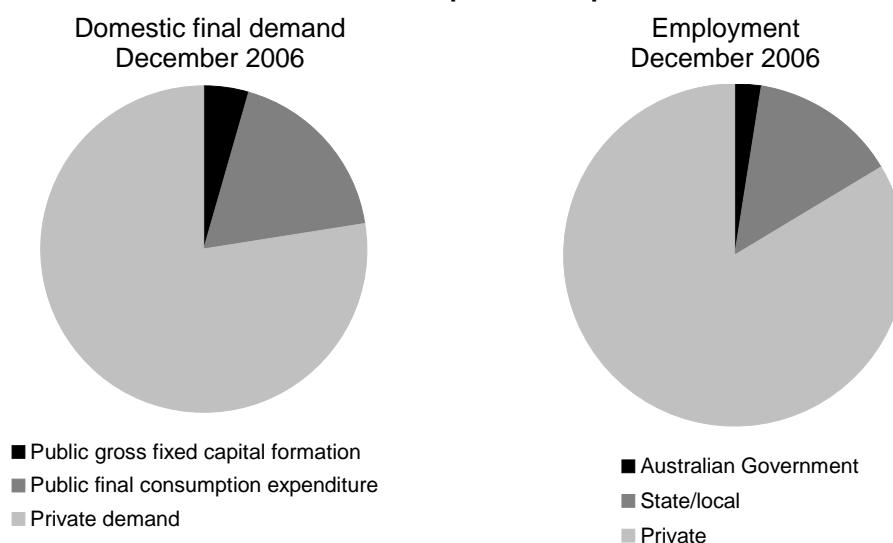 Domestic final demand
December 2006
Employment
December 2006
Public gross fixed capital formation
Public final consumption expenditure
Private demand
Australian Government
State/local
Private